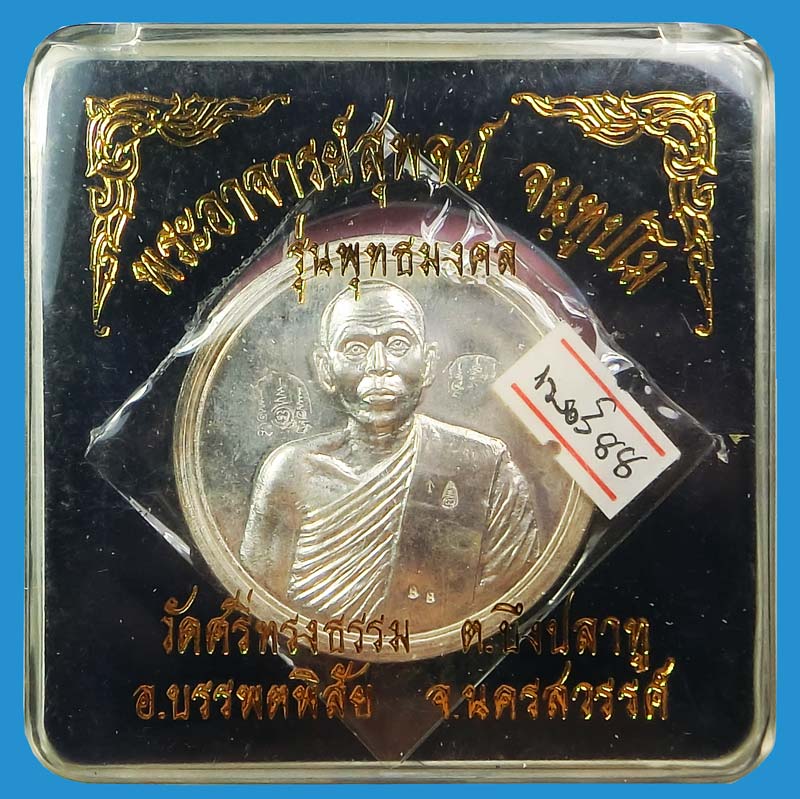 พระอาจารย์สุพจน์ จนฺทูปโม
รุ่นพุทธมงคล
88
วัดศรีทรงธรรม ต.บึงปลาทู
อ.บรรพตพิสัย จ.นครสวรรค์